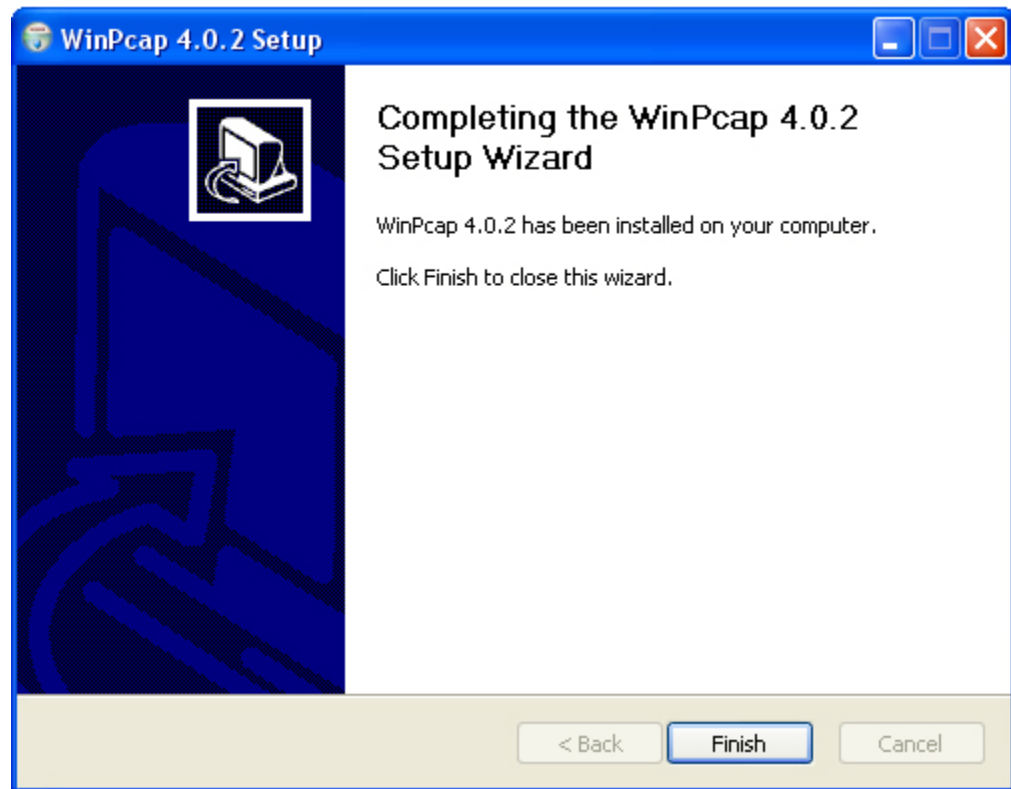 WinPcap 4.0.2 Setup
Completing the WinPcap 4.0.2
Setup Wizard
WinPcap 4.0.2 has been installed on your computer.
Click Finish to close this wizard.
< Back Finish Cancel